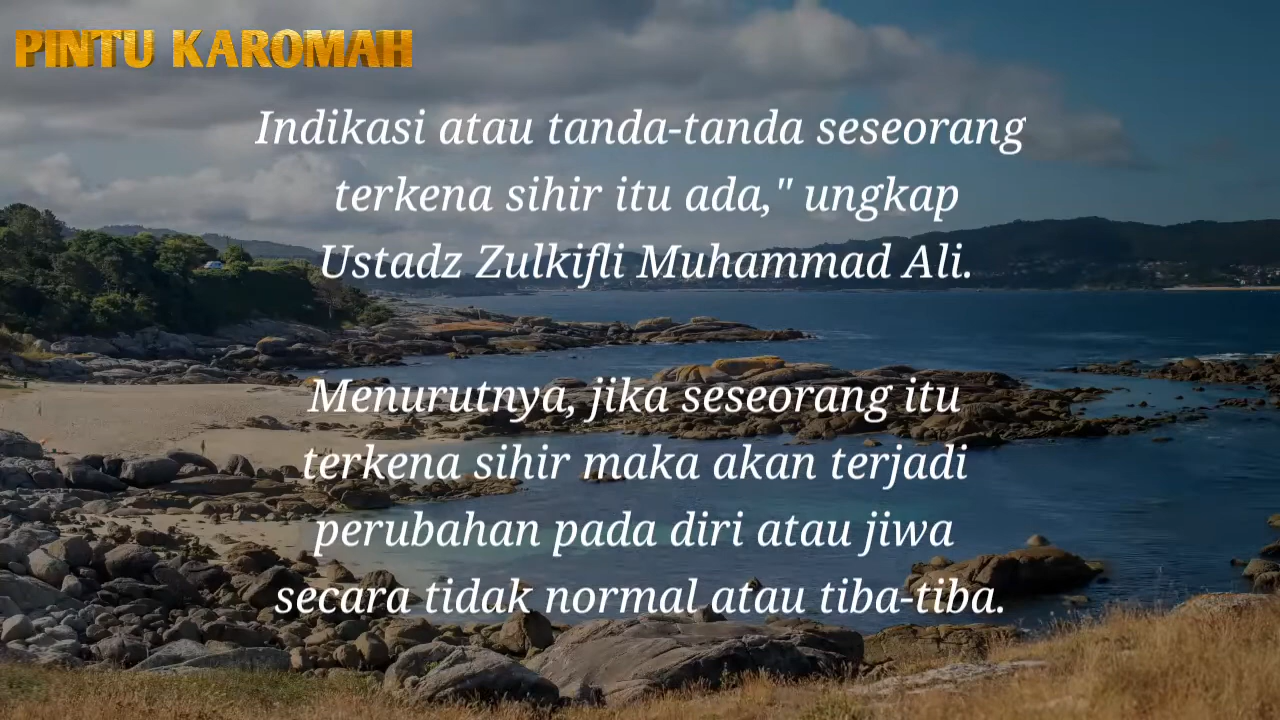 PINTU KAROMAH
Indikasi atau tanda-tanda seseorang
terkena sihir itu ada," ungkap
Ustadz Zulkifli Muhammad Ali.
Menurutnya, jika seseorang itu
terkena sihir maka akan terjadi
perubahan pada diri atau jiwa
secara tidak normal atau tiba-tiba.